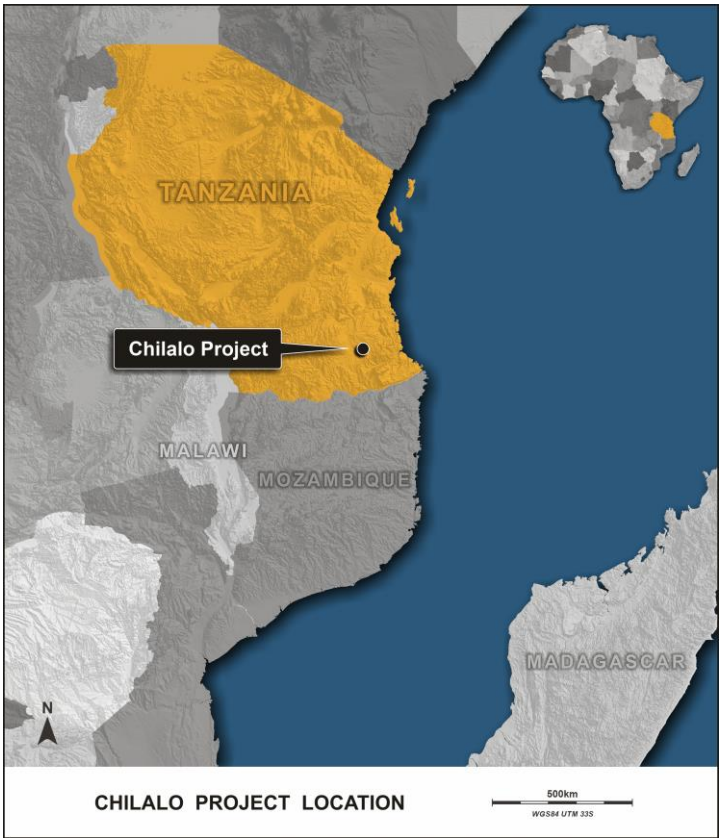 TANZANIA
Chilalo Project
MALAWI
MOZAMBIQUE
MADAGASCAR
N
CHILALO PROJECT LOCATION
500km
WGS84 UTM 33S